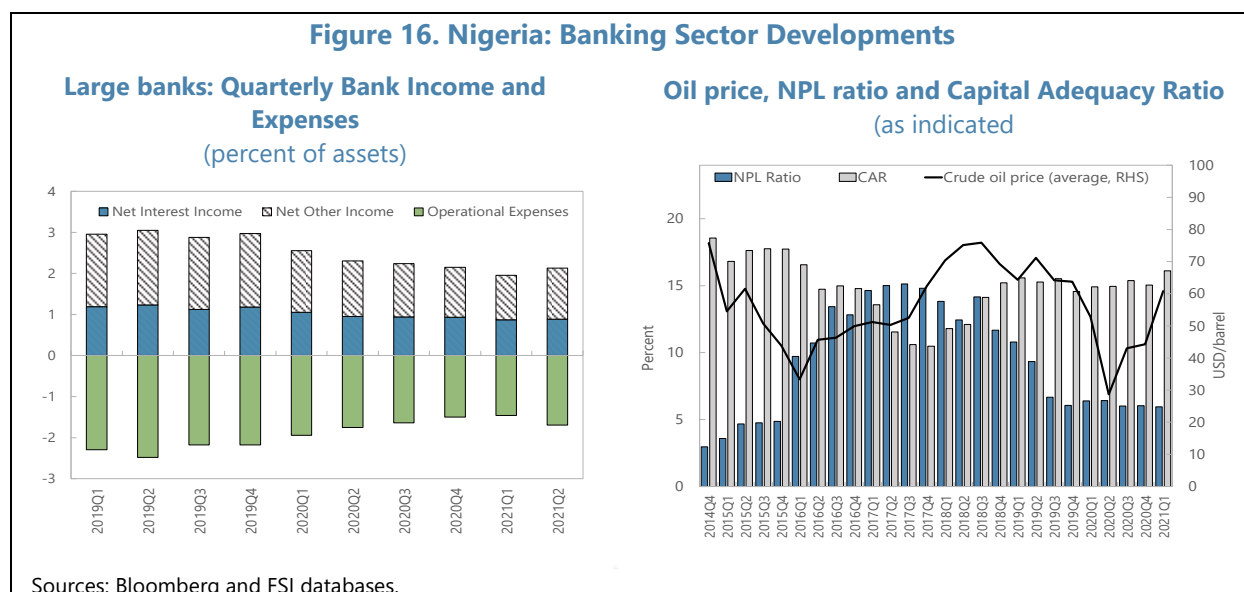 Figure 16. Nigeria: Banking Sector Developments
Large banks: Quarterly Bank Income and
Expenses
(percent of assets)
4
3
2
1
0
-1
-2
-3
Net Interest Income
Net Other Income
Operational Expenses
2019Q1
2019Q2
2019Q3
2019Q4
2020Q1
2020Q2
2020Q3
2020Q4
2021Q1
2021Q2
Oil price, NPL ratio and Capital Adequacy Ratio
(as indicated
NPL Ratio
CAR
Crude oil price (average, RHS)
Percent
20
15
10
5
0
100
90
80
70
60
50
40
30
20
10
0
USD/barrel
2014Q4
2015Q1
2015Q2
2015Q3
2015Q4
2016Q1
2016Q2
2016Q3
2016Q4
2017Q1
2017Q2
2017Q3
2017Q4
2018Q1
2018Q2
2018Q3
2018Q4
2019Q1
2019Q2
2019Q3
2019Q4
2020Q1
2020Q2
2020Q3
2020Q4
2021Q1
Sources: Bloomberg and FSI databases.